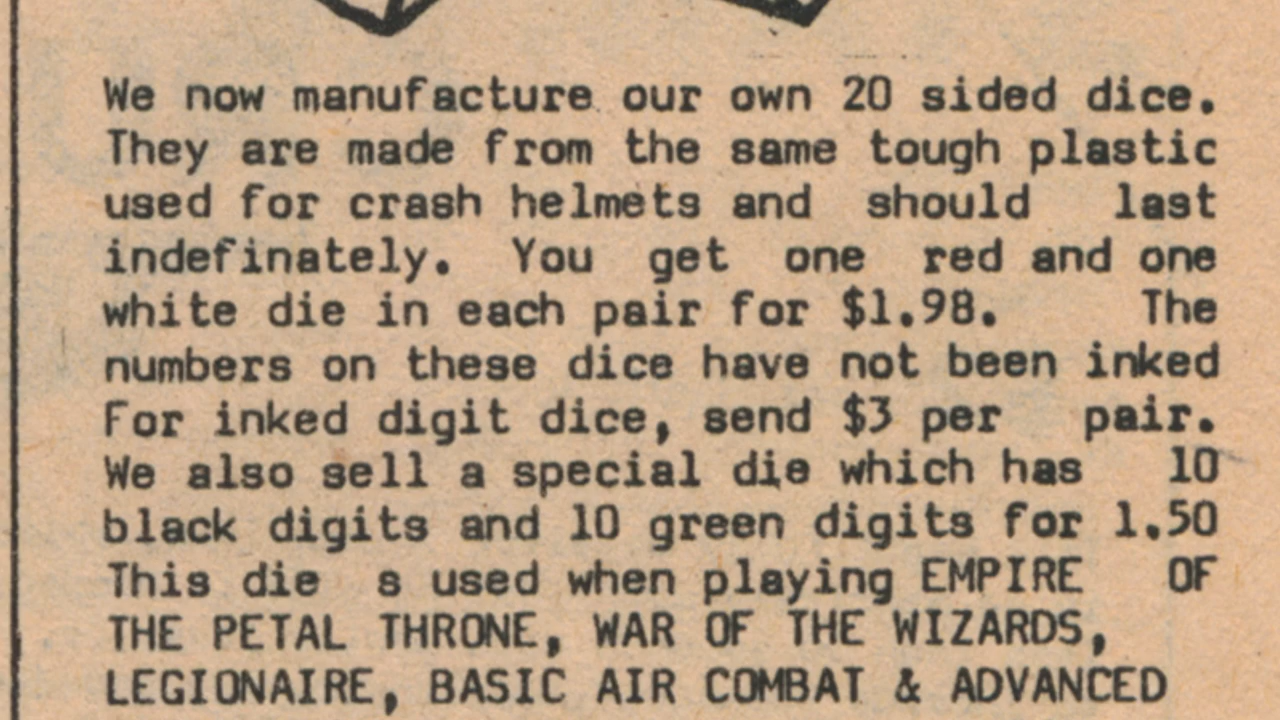 We now manufacture our own 20 sided dice.
They are made from the same tough plastic
used for crash helmets and should last
indefinately. You get one red and one
white die in each pair for $1.98. The
numbers on these dice have not been inked
For inked digit dice, send $3 per pair.
We also sell a special die which has 10
black digits and 10 green digits for 1.50
This die s used when playing EMPIRE OF
THE PETAL THRONE, WAR OF THE WIZARDS,
LEGIONAIRE, BASIC AIR COMBAT & ADVANCED